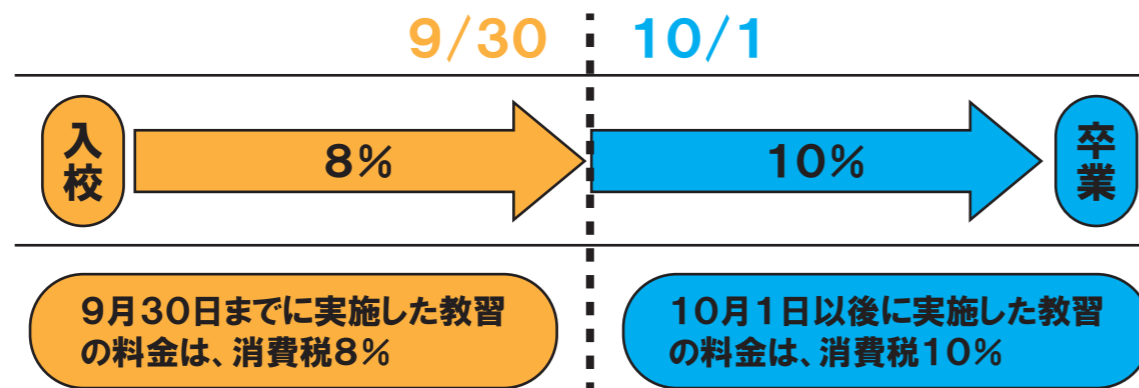 9/30
10/1
入校
8%
10%
卒業
9月30日までに実施した教習
の料金は、消費税8%
10月1日以後に実施した教習
の料金は、消費税10%